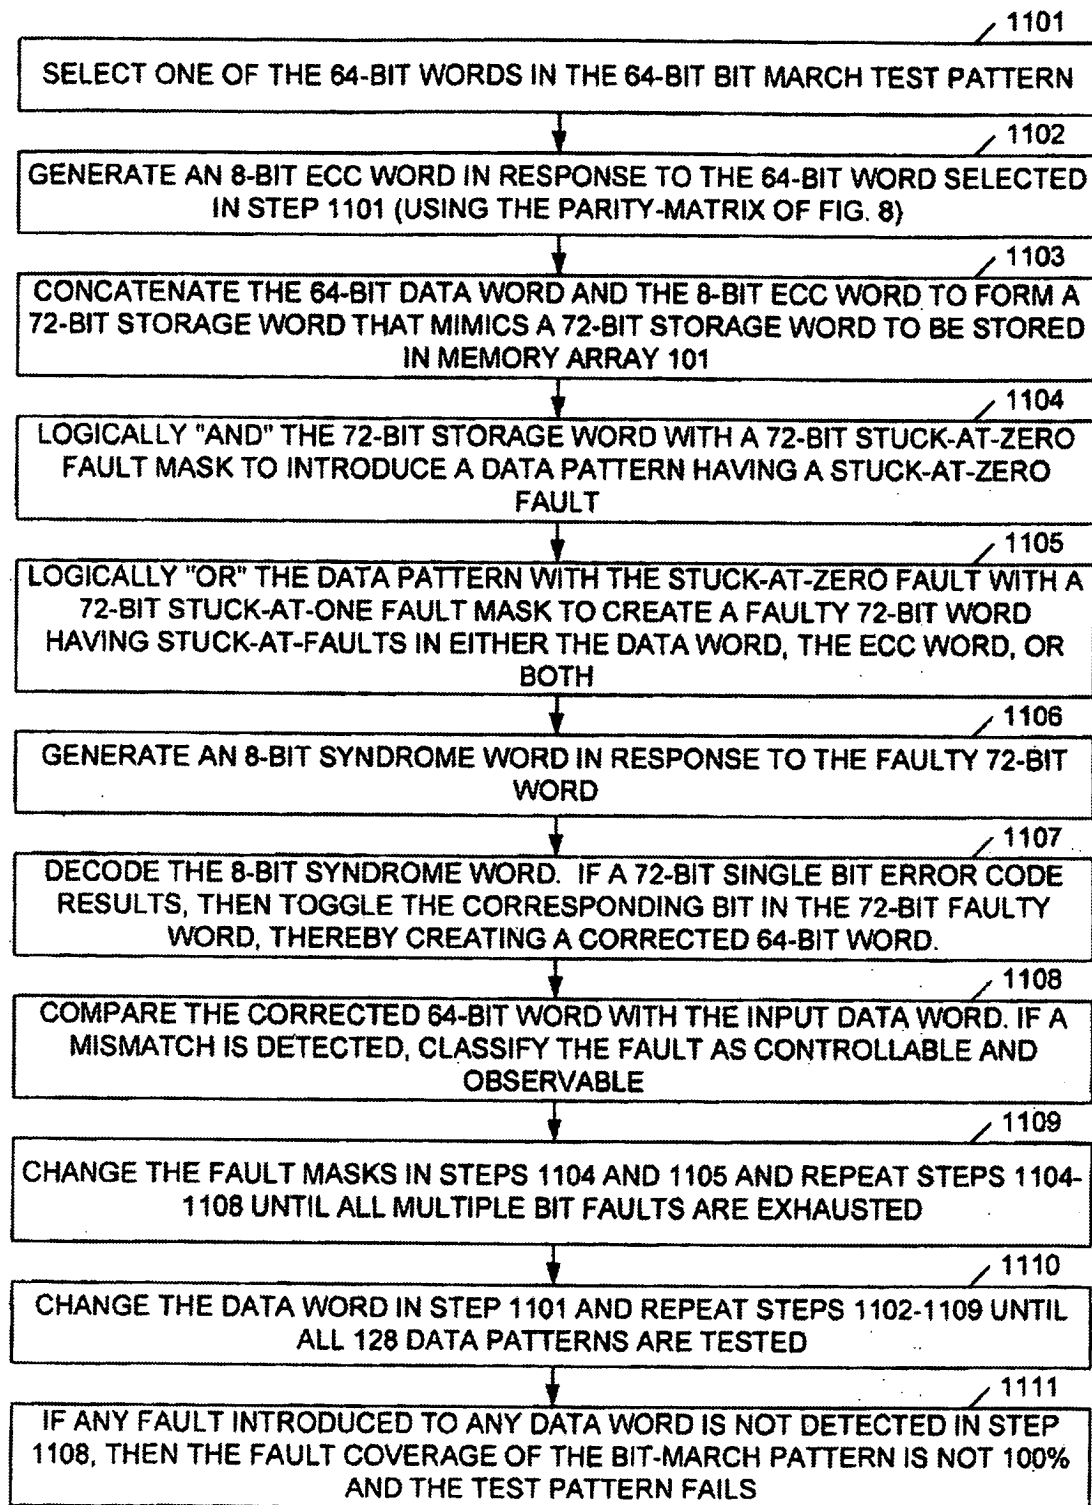 1101
SELECT ONE OF THE 64-BIT WORDS IN THE 64-BIT BIT MARCH TEST PATTERN
1102
GENERATE AN 8-BIT ECC WORD IN RESPONSE TO THE 64-BIT WORD SELECTED
IN STEP 1101 (USING THE PARITY-MATRIX OF FIG. 8)
1103
CONCATENATE THE 64-BIT DATA WORD AND THE 8-BIT ECC WORD TO FORM A
72-BIT STORAGE WORD THAT MIMICS A 72-BIT STORAGE WORD TO BE STORED
IN MEMORY ARRAY 101
1104
LOGICALLY "AND" THE 72-BIT STORAGE WORD WITH A 72-BIT STUCK-AT-ZERO
FAULT MASK TO INTRODUCE A DATA PATTERN HAVING A STUCK-AT-ZERO
FAULT
1105
LOGICALLY "OR" THE DATA PATTERN WITH THE STUCK-AT-ZERO FAULT WITH A
72-BIT STUCK-AT-ONE FAULT MASK TO CREATE A FAULTY 72-BIT WORD
HAVING STUCK-AT-FAULTS IN EITHER THE DATA WORD, THE ECC WORD, OR
BOTH
1106
GENERATE AN 8-BIT SYNDROME WORD IN RESPONSE TO THE FAULTY 72-BIT
WORD
1107
DECODE THE 8-BIT SYNDROME WORD. IF A 72-BIT SINGLE BIT ERROR CODE
RESULTS, THEN TOGGLE THE CORRESPONDING BIT IN THE 72-BIT FAULTY
WORD, THEREBY CREATING A CORRECTED 64-BIT WORD.
1108
COMPARE THE CORRECTED 64-BIT WORD WITH THE INPUT DATA WORD. IF A
MISMATCH IS DETECTED, CLASSIFY THE FAULT AS CONTROLLABLE AND
OBSERVABLE
1109
CHANGE THE FAULT MASKS IN STEPS 1104 AND 1105 AND REPEAT STEPS 1104-
1108 UNTIL ALL MULTIPLE BIT FAULTS ARE EXHAUSTED
1110
CHANGE THE DATA WORD IN STEP 1101 AND REPEAT STEPS 1102-1109 UNTIL
ALL 128 DATA PATTERNS ARE TESTED
1111
IF ANY FAULT INTRODUCED TO ANY DATA WORD IS NOT DETECTED IN STEP
1108, THEN THE FAULT COVERAGE OF THE BIT-MARCH PATTERN IS NOT 100%
AND THE TEST PATTERN FAILS